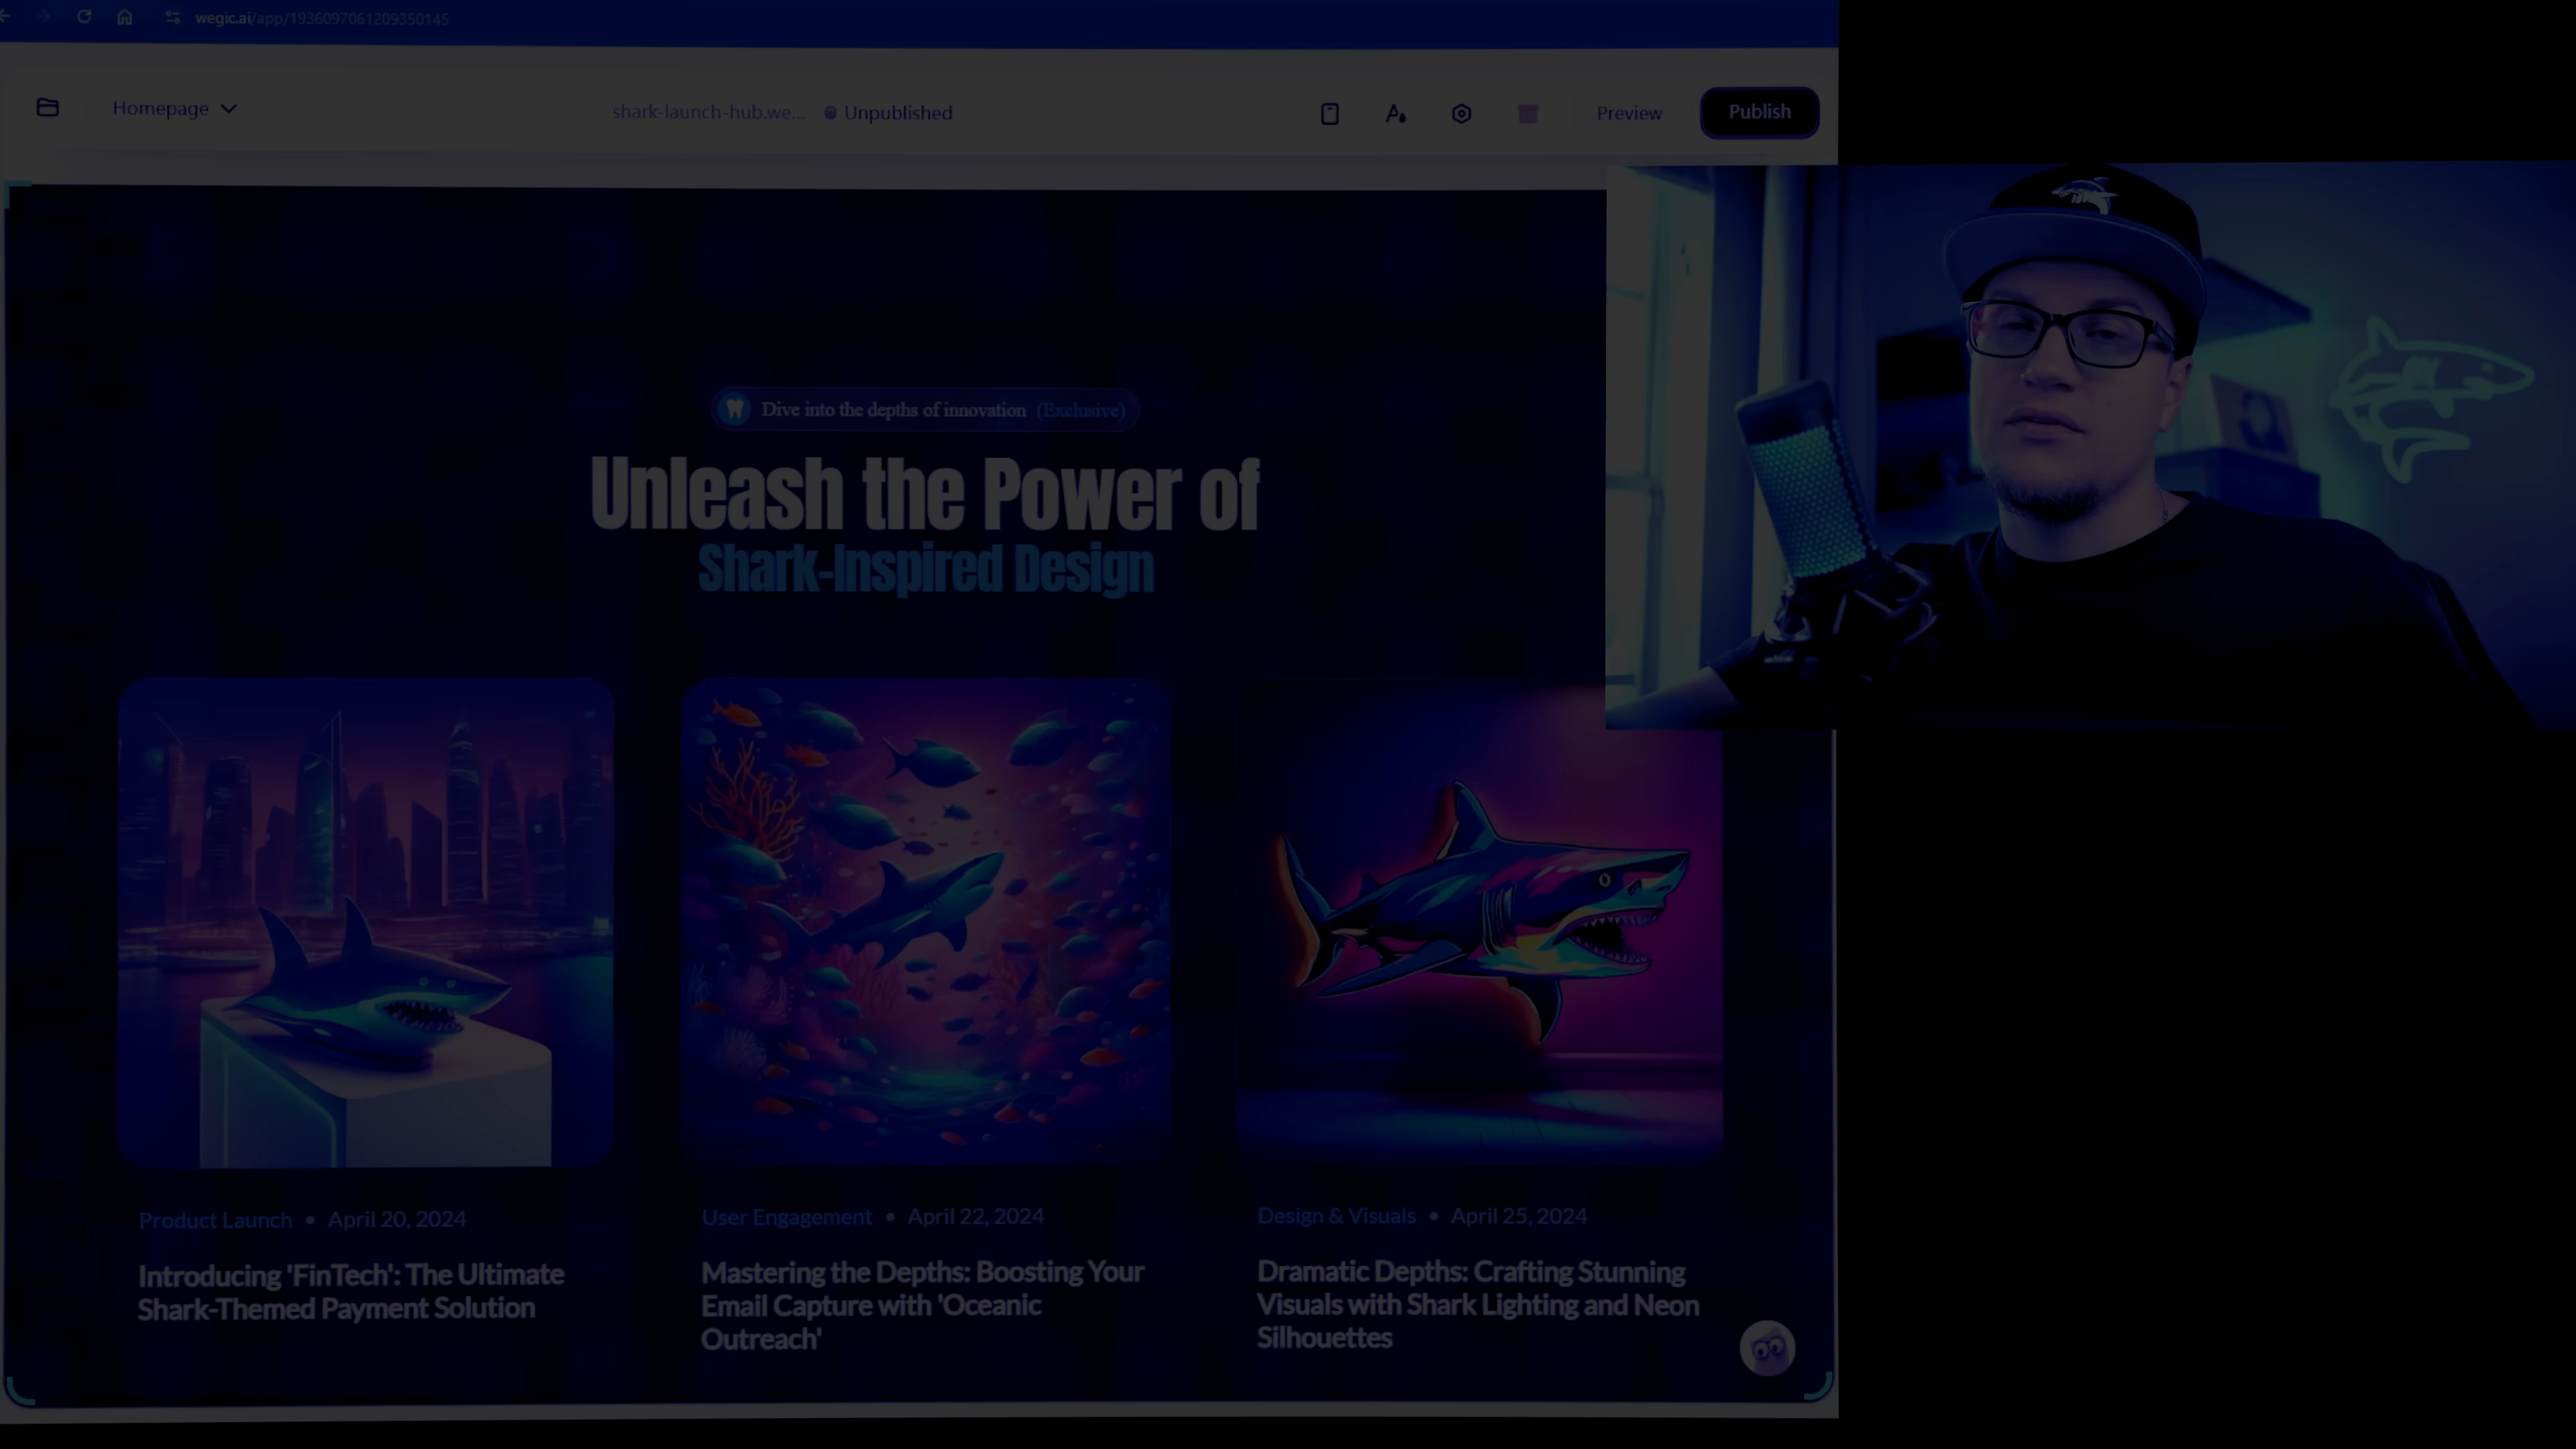 wegic.ai/app/1936097061209350145
Homepage
shark-launch-hub.we...
Unpublished
Preview
Publish
Dive into the depths of innovation (Exclusive)
Unleash the Power of
Shark-Inspired Design
Product Launch • April 20, 2024
Introducing 'FinTech': The Ultimate
Shark-Themed Payment Solution
User Engagement • April 22, 2024
Mastering the Depths: Boosting Your
Email Capture with 'Oceanic
Outreach'
Design & Visuals • April 25, 2024
Dramatic Depths: Crafting Stunning
Visuals with Shark Lighting and Neon
Silhouettes